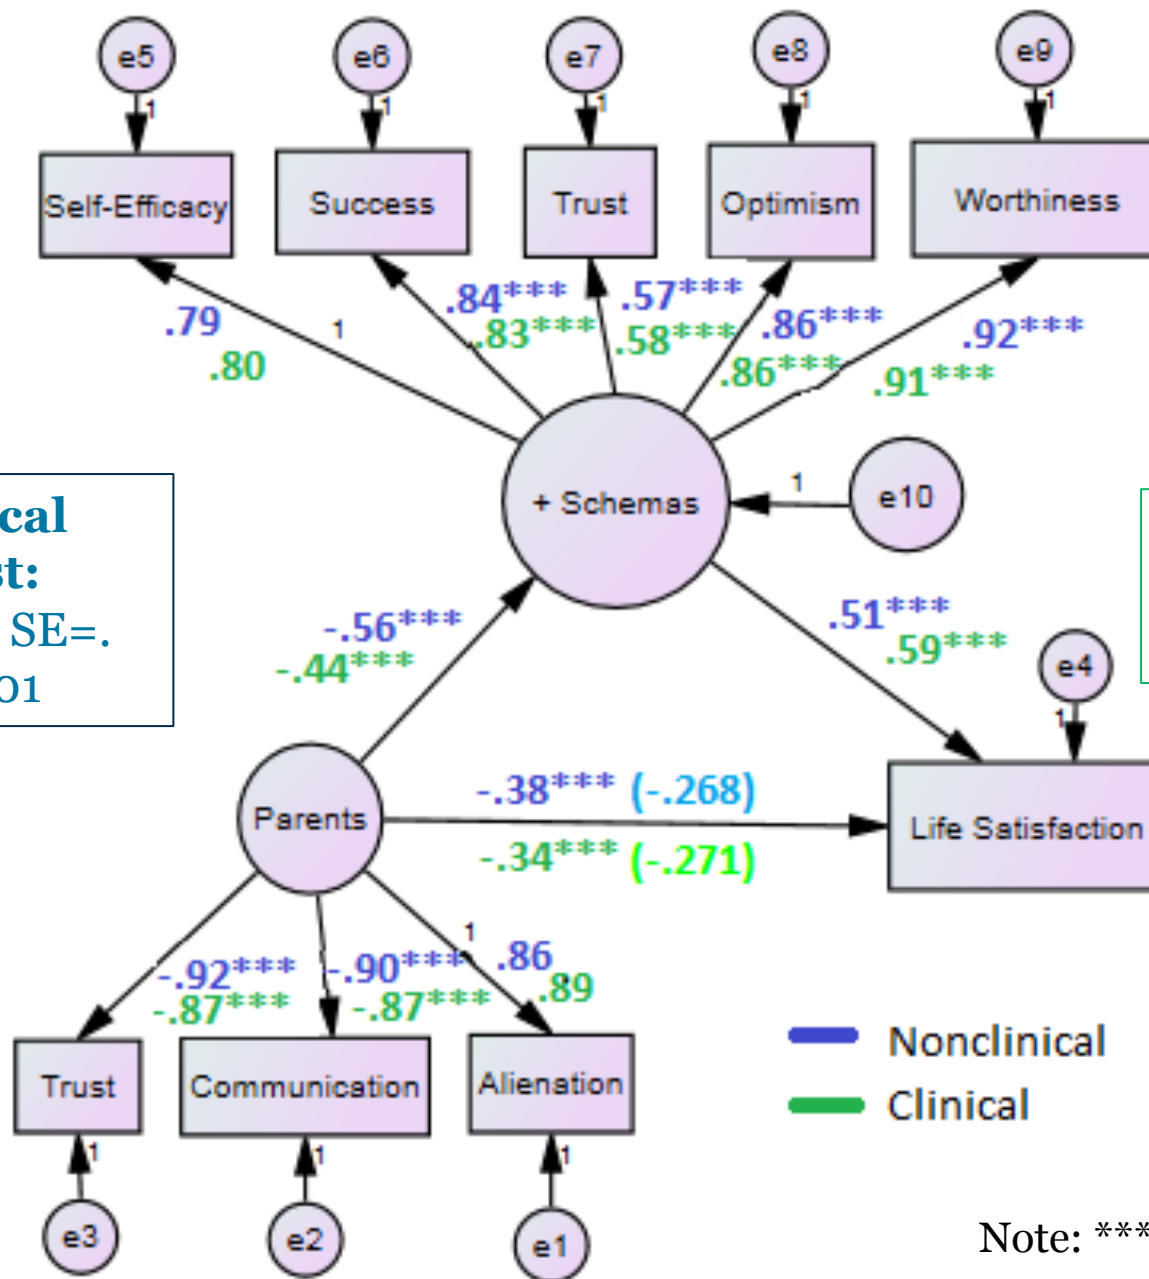 e5 e6 e7 e8 e9
1 1 1 1 1
Self-Efficacy Success Trust Optimism Worthiness
.79 1 .84*** .57*** .86*** .92***
.80 .83*** .58*** .86*** .91***
+ Schemas 1 e10
cal
st:
SE=.
01
-.56*** .51***
-.44*** .59***
e4
1
Parents -.38*** (-.268) Life Satisfaction
-.34*** (-.271)
1
-.92*** -.90*** .86
-.87*** -.87*** .89
Trust Communication Alienation
Nonclinical
Clinical
1 1 1
e3 e2 e1
Note: ***